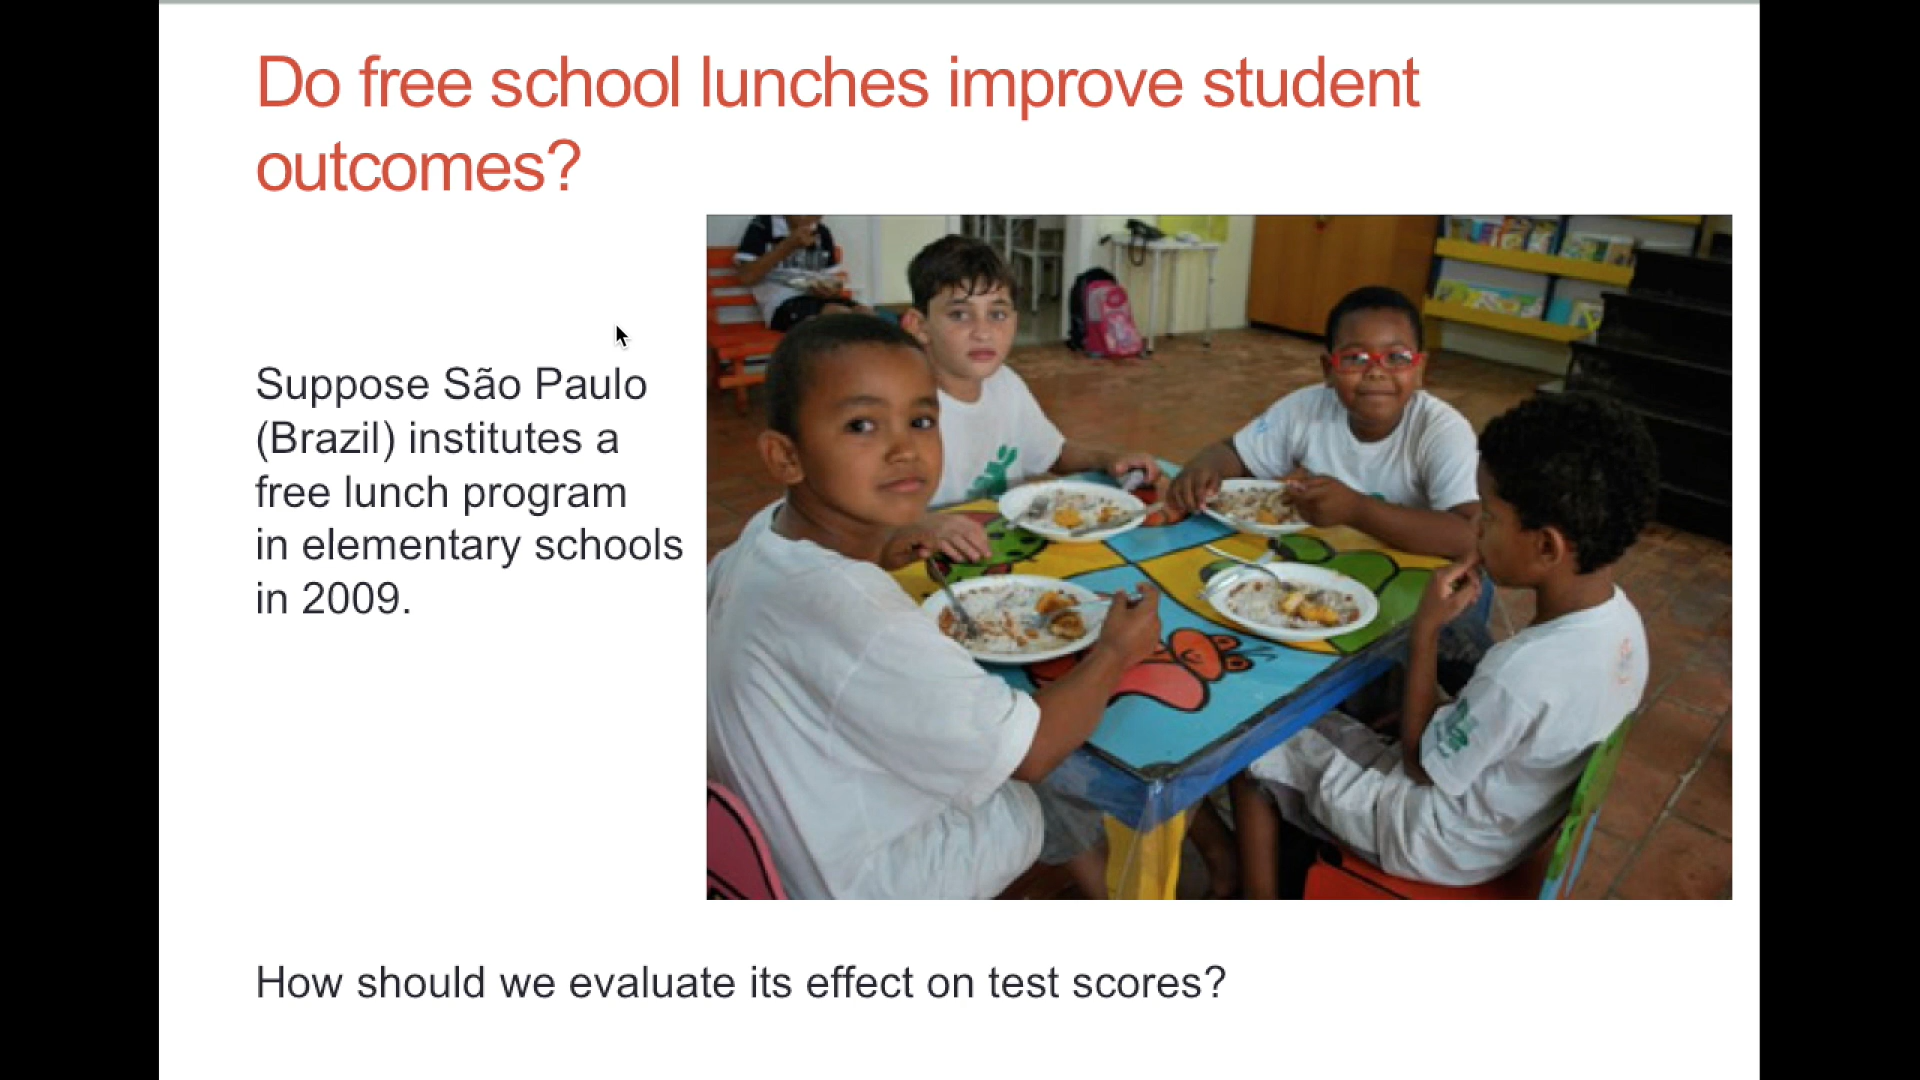 Do free school lunches improve student
outcomes?
Suppose São Paulo
(Brazil) institutes a
free lunch program
in elementary schools
in 2009.
How should we evaluate its effect on test scores?